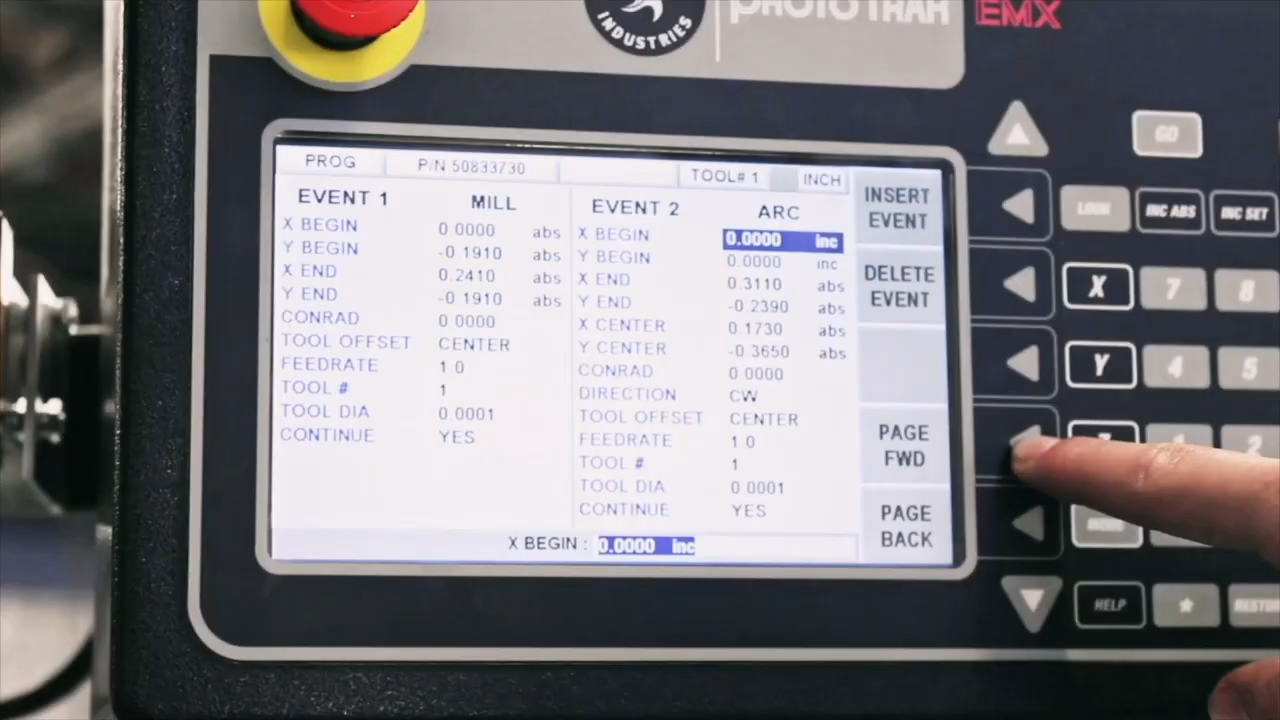 INDUSTRIES
PROTOTRAK
EMX
PROG P/N 50833730 TOOL# 1 INCH
EVENT 1 MILL
X BEGIN 0.0000 abs
Y BEGIN -0.1910 abs
X END 0.2410 abs
Y END -0.1910 abs
CONRAD 0.0000
TOOL OFFSET CENTER
FEEDRATE 1.0
TOOL # 1
TOOL DIA 0.0001
CONTINUE YES
EVENT 2 ARC
X BEGIN 0.0000 inc
Y BEGIN 0.0000 inc
X END 0.3110 abs
Y END -0.2390 abs
X CENTER 0.1730 abs
Y CENTER -0.3650 abs
CONRAD 0.0000
DIRECTION CW
TOOL OFFSET CENTER
FEEDRATE 1.0
TOOL # 1
TOOL DIA 0.0001
CONTINUE YES
X BEGIN : 0.0000 inc
INSERT
EVENT
DELETE
EVENT
PAGE
FWD
PAGE
BACK
GO
LOOK INC ABS INC SET
X 7 8
Y 4 5
2
HELP